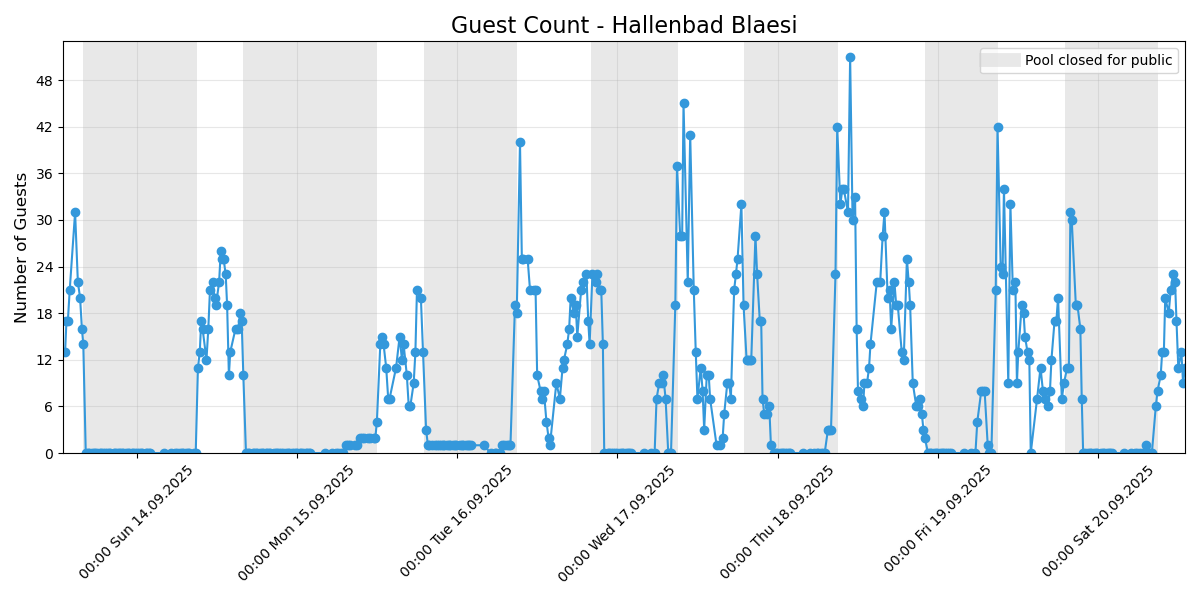 Guest Count - Hallenbad Blaesi
Pool closed for public
Number of Guests
48
42
36
30
24
18
12
6
0
00:00 Sun 14.09.2025
00:00 Mon 15.09.2025
00:00 Tue 16.09.2025
00:00 Wed 17.09.2025
00:00 Thu 18.09.2025
00:00 Fri 19.09.2025
00:00 Sat 20.09.2025